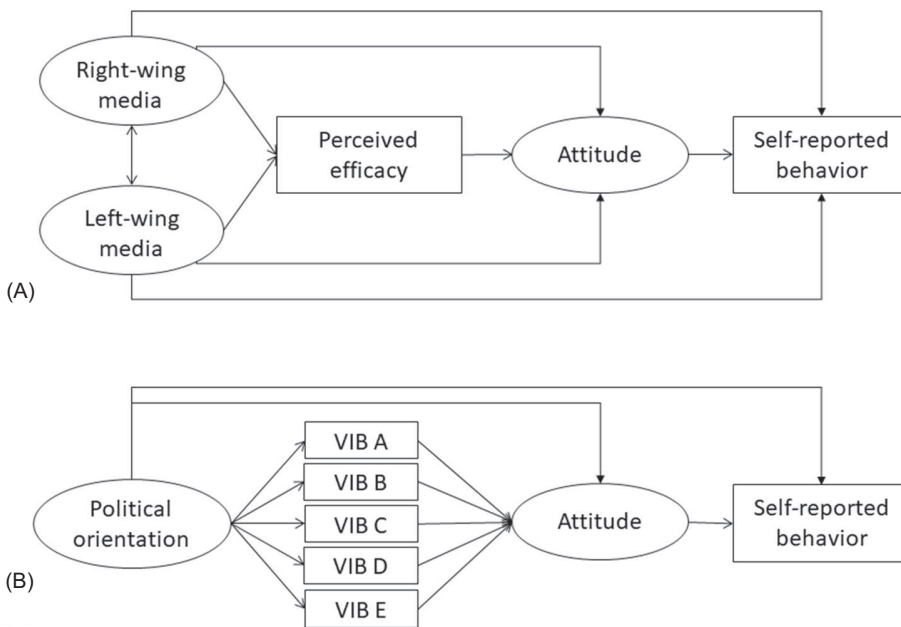 Right-wing
media
Perceived
efficacy
Attitude
Self-reported
behavior
Left-wing
media
(A)
Political
orientation
VIB A
VIB B
VIB C
VIB D
VIB E
Attitude
Self-reported
behavior
(B)